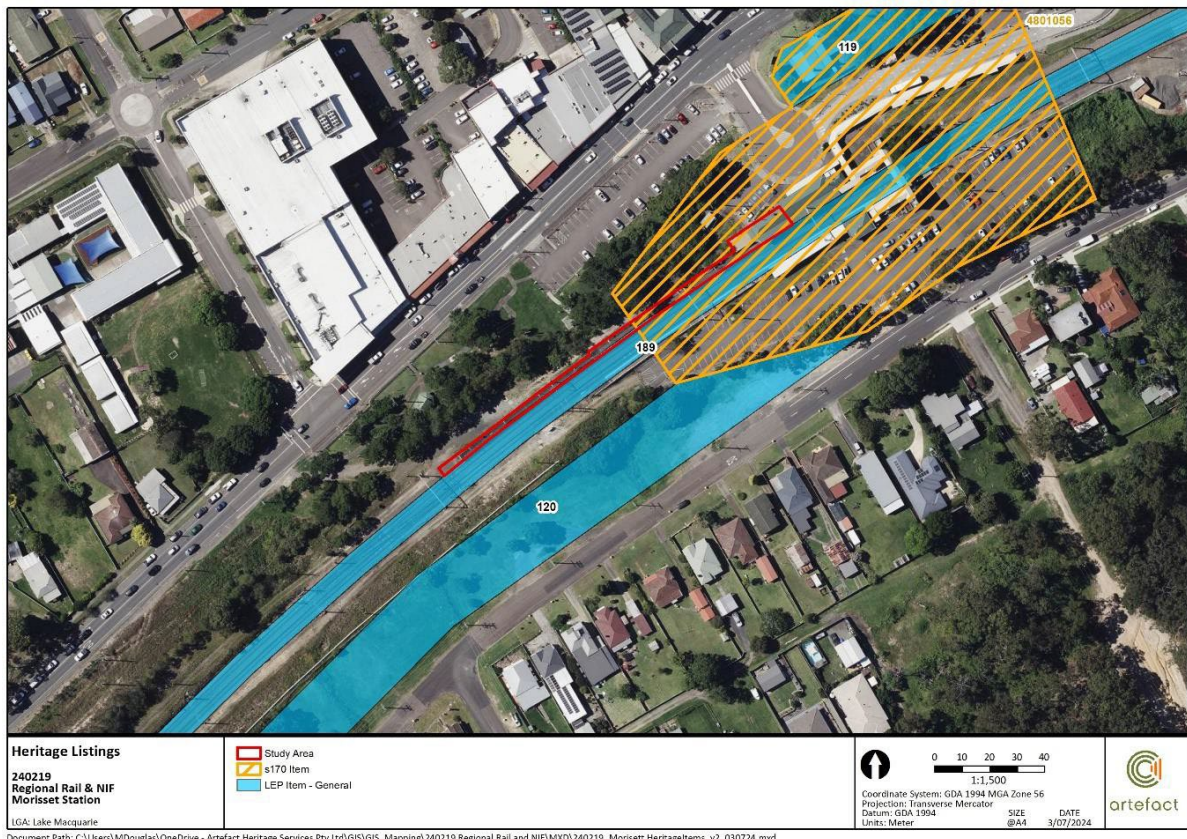 4801056
119
189
120
Heritage Listings
240219
Regional Rail & NIF
Morisset Station
LGA: Lake Macquarie
Study Area
s170 Item
LEP Item - General
0 10 20 30 40
1:1,500
Coordinate System: GDA 1994 MGA Zone 56
Projection: Transverse Mercator
Datum: GDA 1994 SIZE DATE
Units: Meter @A4 3/07/2024
artefact
Document Path: C:\Users\MDouglas\OneDrive - Artefact Heritage Services Pty Ltd\GIS\GIS_Mapping\240219 Regional Rail and NIF\MXD\240219_Morisett_HeritageItems_v2_030724.mxd